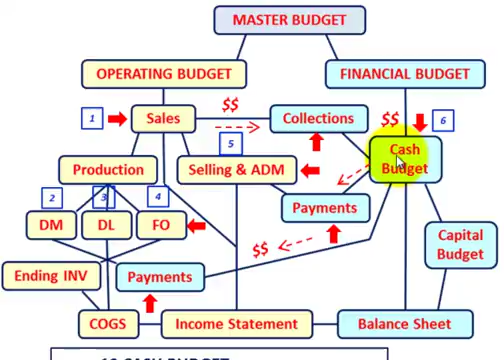 MASTER BUDGET
OPERATING BUDGET
FINANCIAL BUDGET
$$
$$
1
Sales
Collections
6
5
Cash
Budget
Production
Selling & ADM
2
3
4
Payments
DM
DL
FO
Capital
Budget
$$
Ending INV
Payments
COGS
Income Statement
Balance Sheet